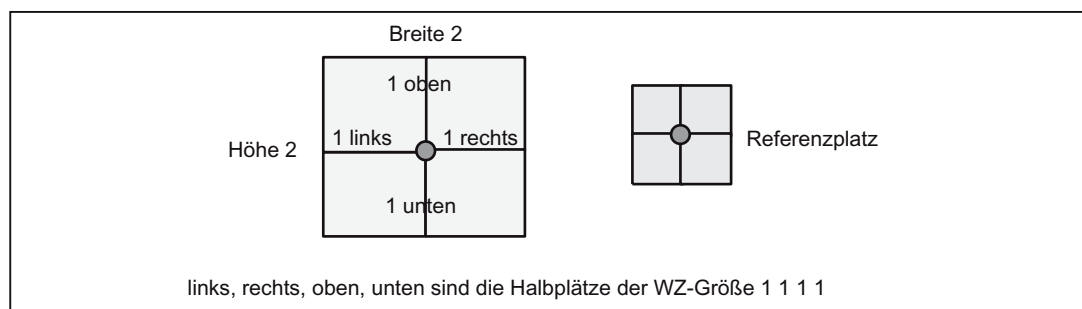 Breite 2
1 oben
1 links
1 rechts
Höhe 2
Referenzplatz
1 unten
links, rechts, oben, unten sind die Halbplätze der WZ-Größe 1 1 1 1